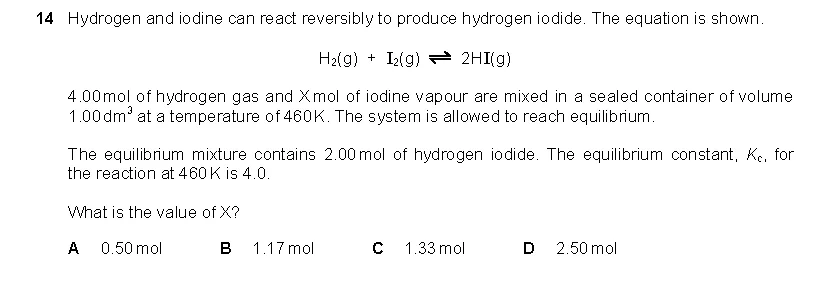 14 Hydrogen and iodine can react reversibly to produce hydrogen iodide. The equation is shown.
H₂(g) + I₂(g) ⇌ 2HI(g)
4.00 mol of hydrogen gas and X mol of iodine vapour are mixed in a sealed container of volume
1.00 dm³ at a temperature of 460 K. The system is allowed to reach equilibrium.
The equilibrium mixture contains 2.00 mol of hydrogen iodide. The equilibrium constant, Kc, for
the reaction at 460 K is 4.0.
What is the value of X?
A 0.50 mol B 1.17 mol C 1.33 mol D 2.50 mol